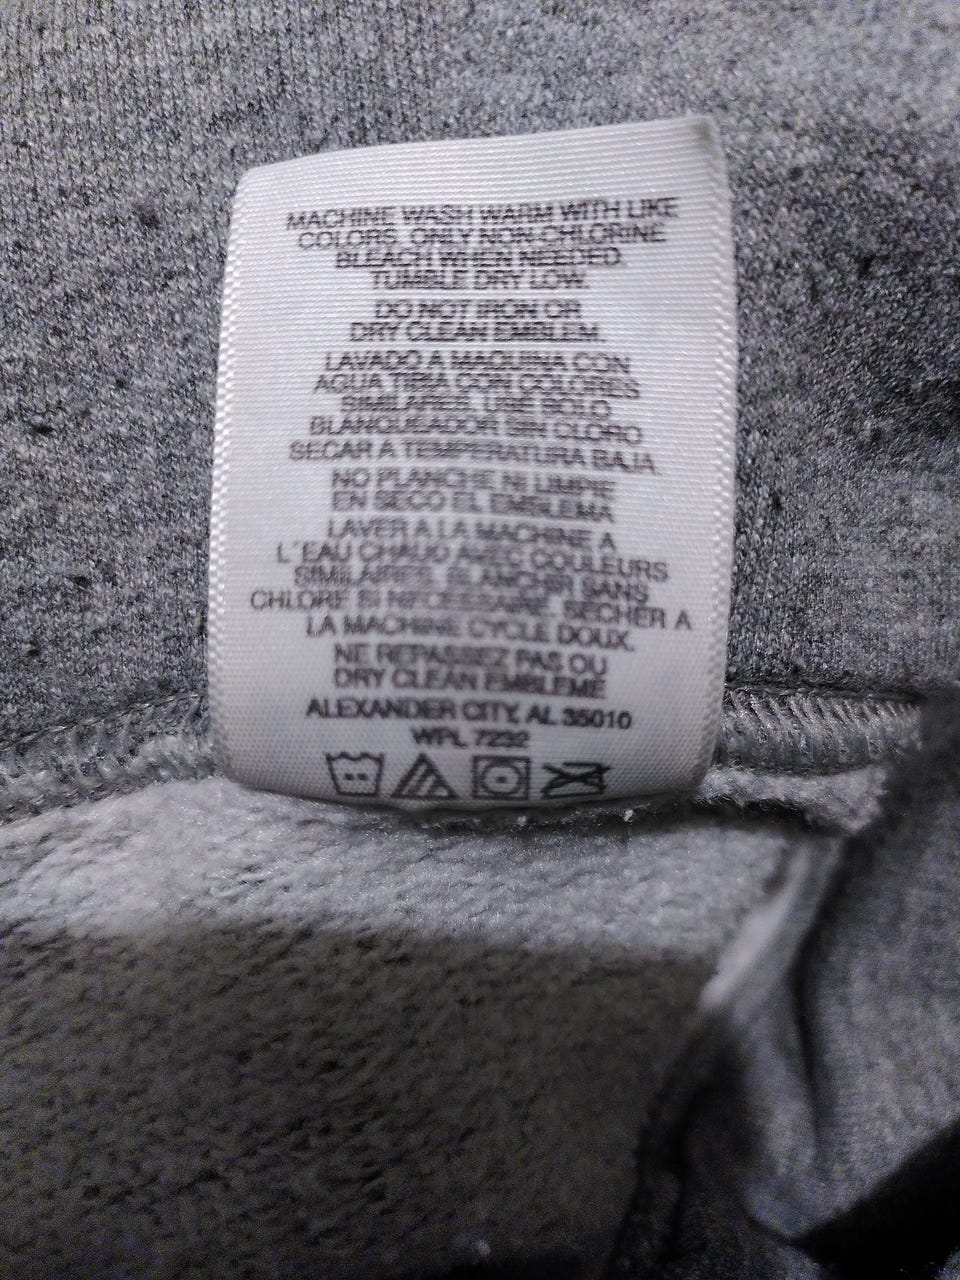 MACHINE WASH WARM WITH LIKE
COLORS. ONLY NON-CHLORINE
BLEACH WHEN NEEDED.
TUMBLE DRY LOW.
DO NOT IRON OR
DRY CLEAN EMBLEM.
LAVADO A MAQUINA CON
AGUA TIBIA CON COLORES
SIMILARES. USE SOLO
BLANQUEADOR SIN CLORO
SECAR A TEMPERATURA BAJA.
NO PLANCHE NI LIMPIE
EN SECO EL EMBLEMA
LAVER A LA MACHINE A
L'EAU CHAUD AVEC COULEURS
SIMILAIRES. BLANCHIR SANS
CHLORE SI NECESSAIRE. SECHER A
LA MACHINE CYCLE DOUX.
NE REPASSEZ PAS OU
DRY CLEAN EMBLEME
ALEXANDER CITY, AL 35010
WPL 7232